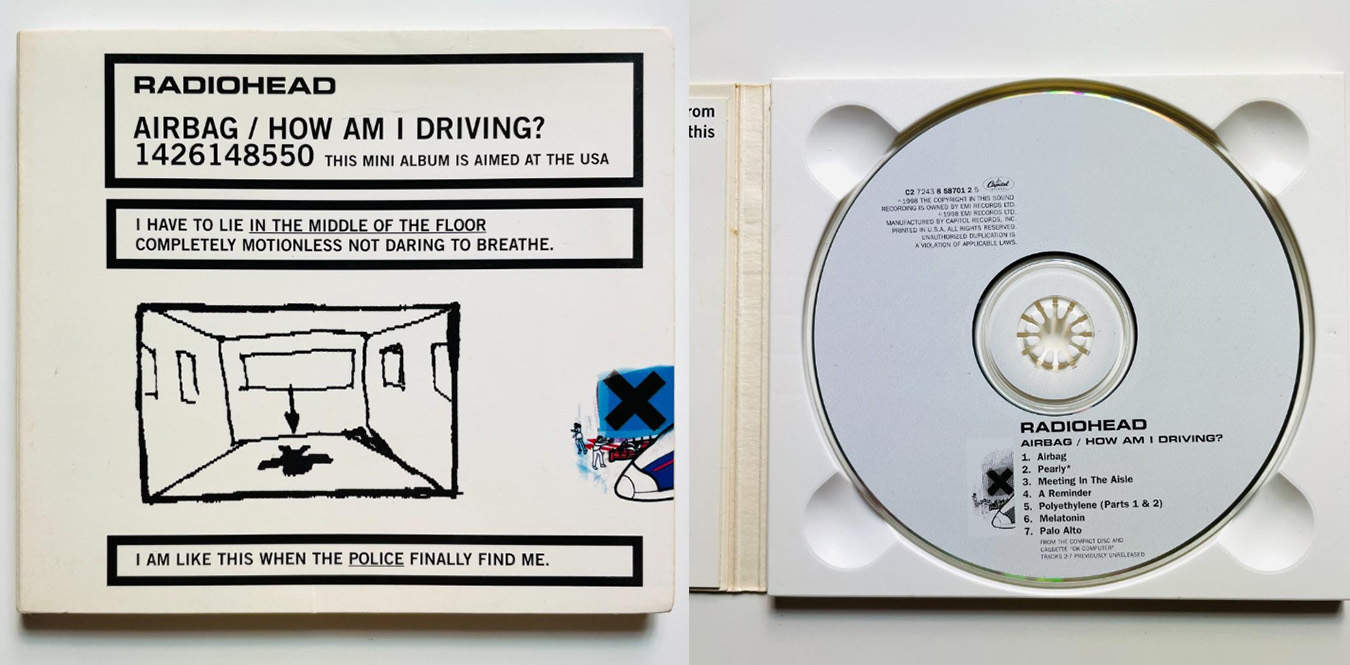 RADIOHEAD
AIRBAG / HOW AM I DRIVING?
1426148550 THIS MINI ALBUM IS AIMED AT THE USA
I HAVE TO LIE IN THE MIDDLE OF THE FLOOR
COMPLETELY MOTIONLESS NOT DARING TO BREATHE.
I AM LIKE THIS WHEN THE POLICE FINALLY FIND ME.
rom
this
C2 7243 8 58701 2 5 Capitol
℗ 1998 THE COPYRIGHT IN THIS SOUND
RECORDING IS OWNED BY EMI RECORDS LTD.
© 1998 EMI RECORDS LTD.
MANUFACTURED BY CAPITOL RECORDS, INC.
PRINTED IN U.S.A. ALL RIGHTS RESERVED.
UNAUTHORIZED DUPLICATION IS
A VIOLATION OF APPLICABLE LAWS.
RADIOHEAD
AIRBAG / HOW AM I DRIVING?
1. Airbag
2. Pearly*
3. Meeting In The Aisle
4. A Reminder
5. Polyethylene (Parts 1 & 2)
6. Melatonin
7. Palo Alto
FROM THE COMPACT DISC AND
CASSETTE "OK COMPUTER"
TRACKS 2-7 PREVIOUSLY UNRELEASED